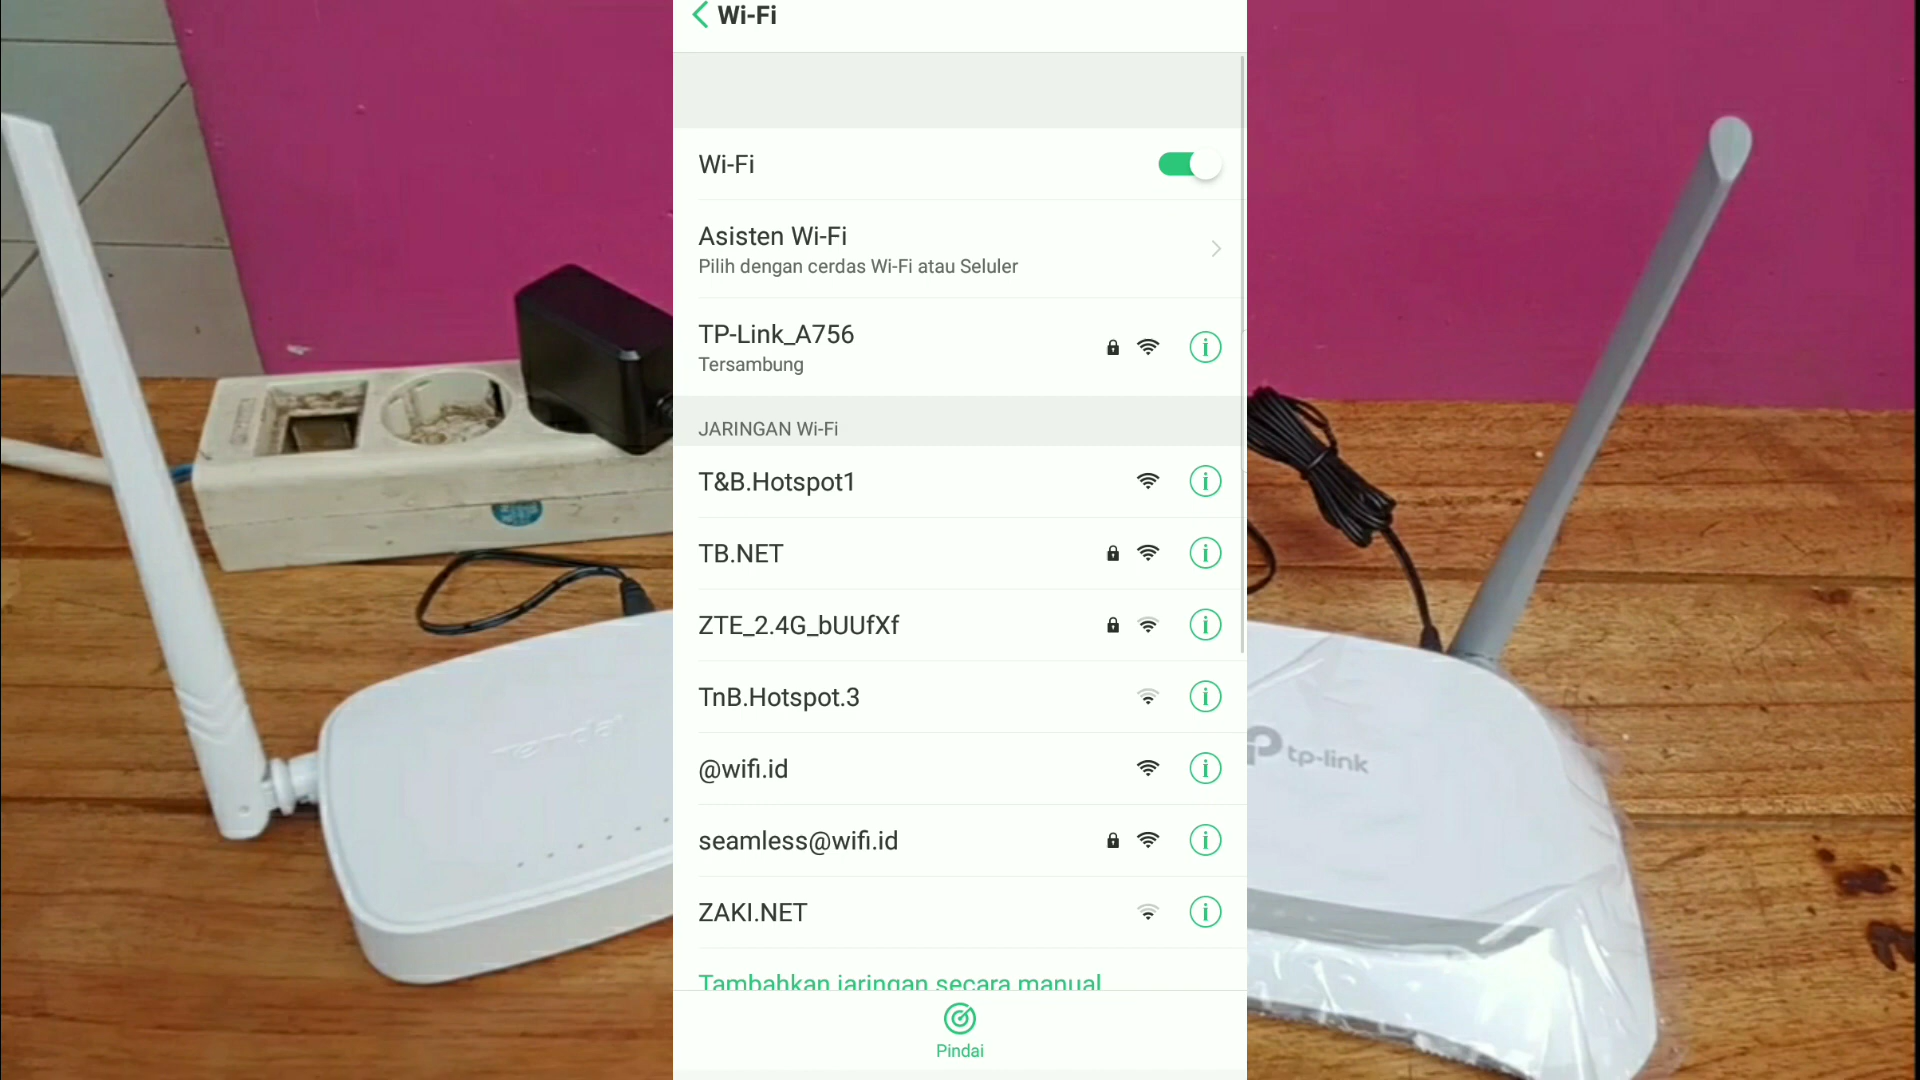 Wi-Fi
Wi-Fi
Asisten Wi-Fi
Pilih dengan cerdas Wi-Fi atau Seluler
TP-Link_A756
Tersambung
JARINGAN Wi-Fi
T&B.Hotspot1
TB.NET
ZTE_2.4G_bUUfXf
TnB.Hotspot.3
@wifi.id
seamless@wifi.id
ZAKI.NET
Tambahkan jaringan secara manual
Pindai
Tenda
tp-link